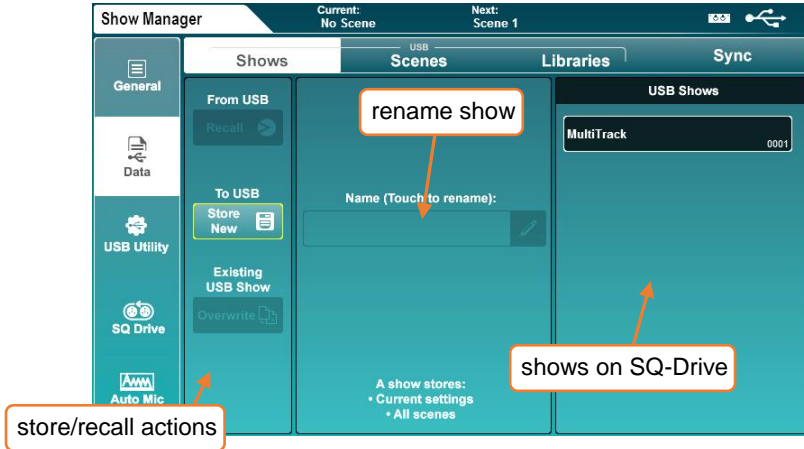 Show Manager
Current:
No Scene
Next:
Scene 1
General
Data
USB Utility
SQ Drive
Auto Mic
Shows
USB
Scenes
Libraries
Sync
From USB
Recall
To USB
Store
New
Existing
USB Show
Overwrite
rename show
Name (Touch to rename):
A show stores:
• Current settings
• All scenes
USB Shows
MultiTrack
0001
shows on SQ-Drive
store/recall actions